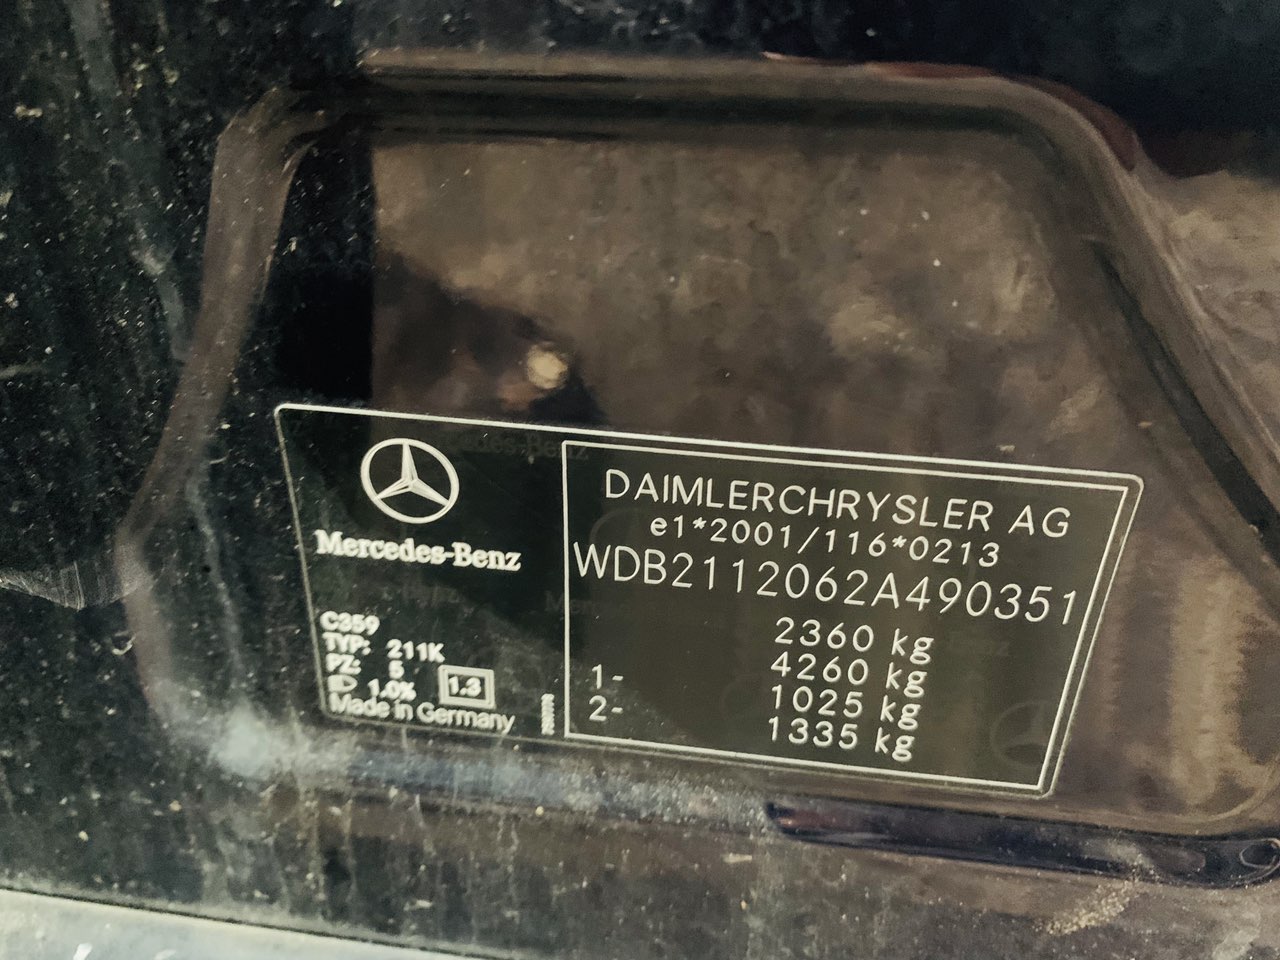 Mercedes-Benz
C359
TYP: 211K
PZ: 5
1.0% 1.3
Made in Germany
DAIMLERCHRYSLER AG
e1*2001/116*0213
WDB2112062A490351
2360 kg
4260 kg
1- 1025 kg
2- 1335 kg